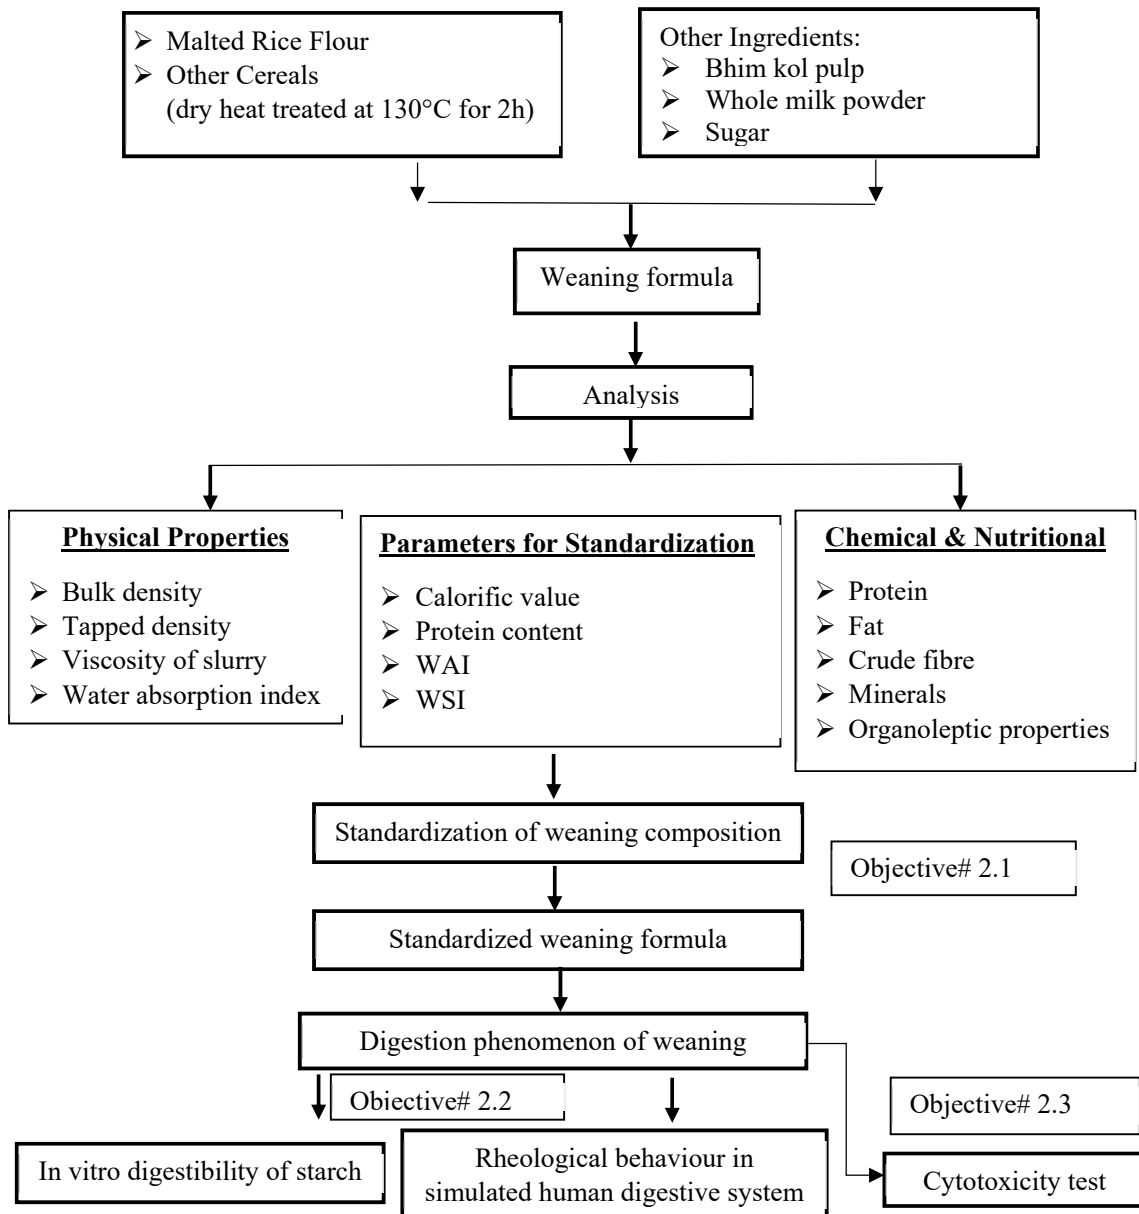 ➢ Malted Rice Flour
➢ Other Cereals
(dry heat treated at 130°C for 2h)
Other Ingredients:
➢ Bhim kol pulp
➢ Whole milk powder
➢ Sugar
Weaning formula
Analysis
Physical Properties
➢ Bulk density
➢ Tapped density
➢ Viscosity of slurry
➢ Water absorption index
Parameters for Standardization
➢ Calorific value
➢ Protein content
➢ WAI
➢ WSI
Chemical & Nutritional
➢ Protein
➢ Fat
➢ Crude fibre
➢ Minerals
➢ Organoleptic properties
Standardization of weaning composition
Objective# 2.1
Standardized weaning formula
Digestion phenomenon of weaning
Objective# 2.2
Objective# 2.3
In vitro digestibility of starch
Rheological behaviour in
simulated human digestive system
Cytotoxicity test